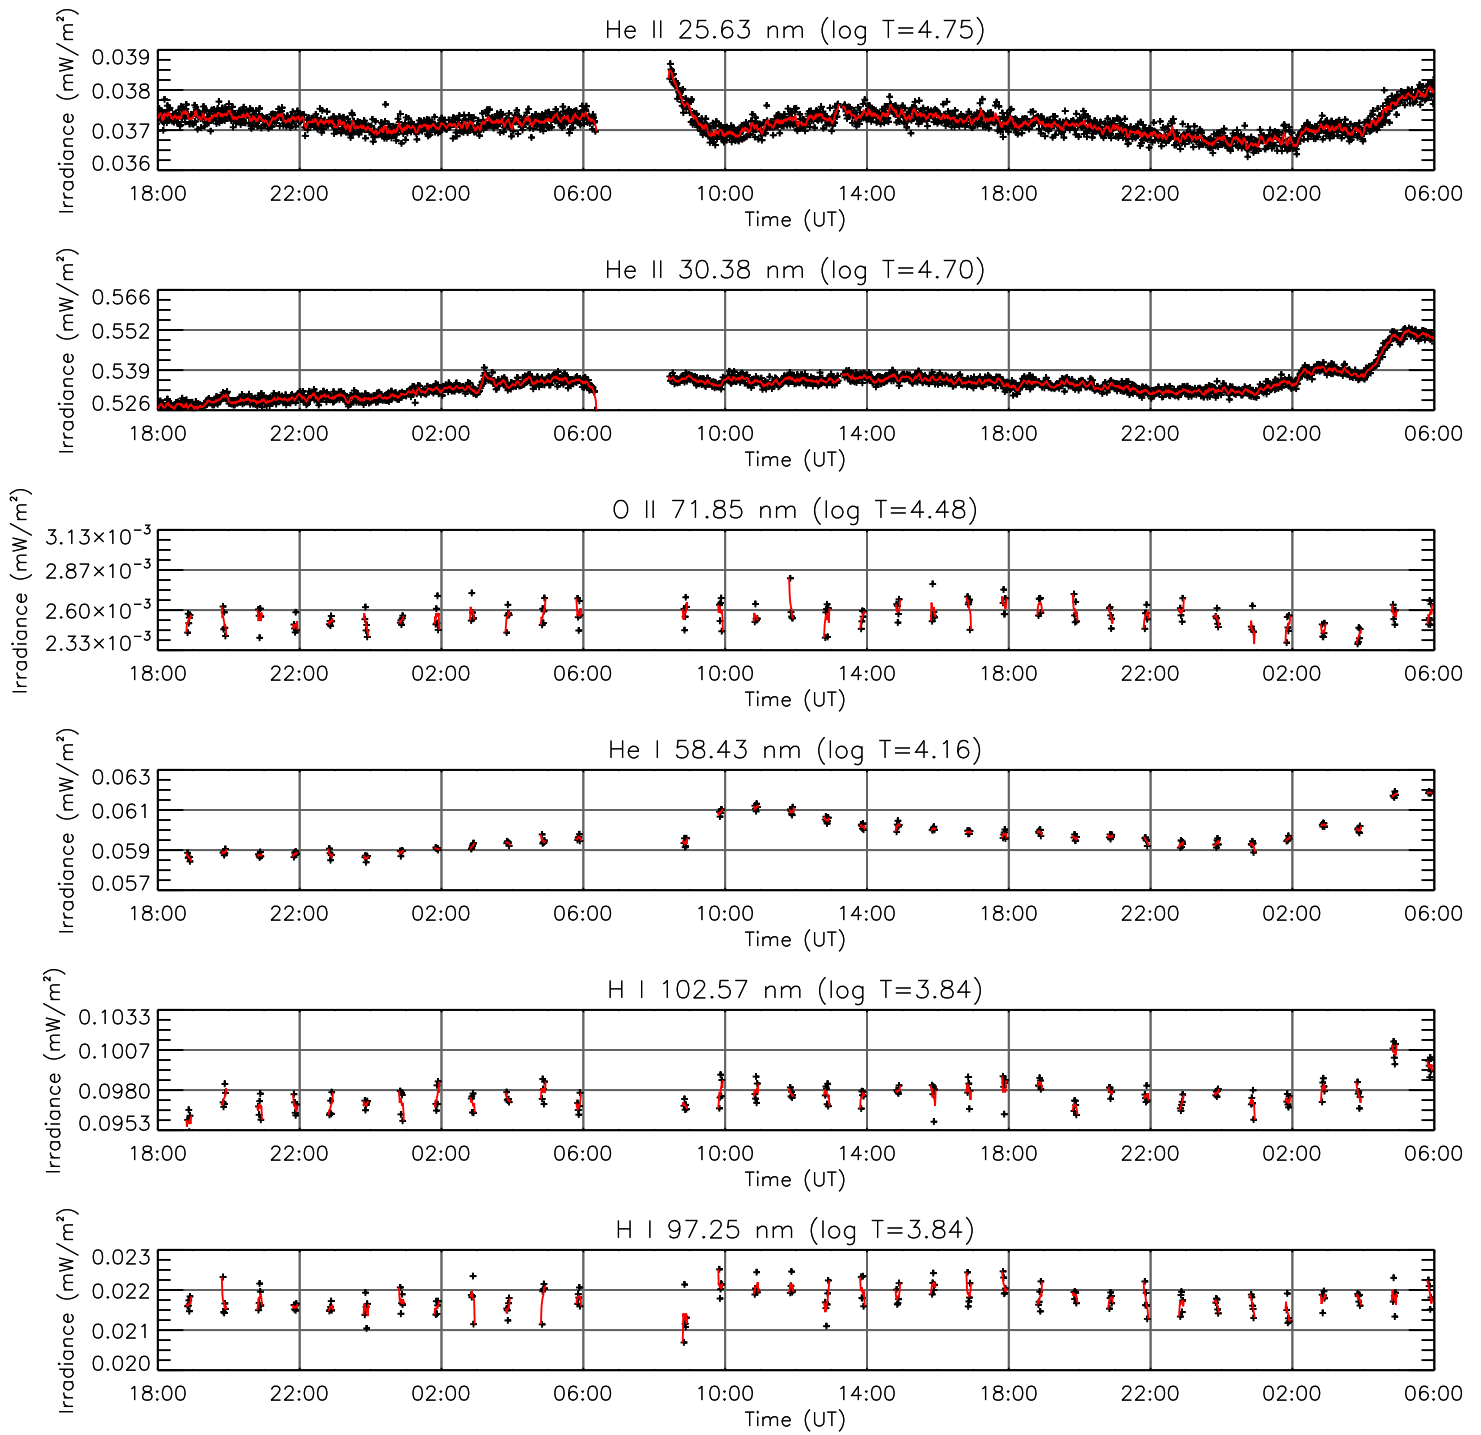 He II 25.63 nm (log T=4.75)
Irradiance (mW/m²)
0.039
0.038
0.037
0.036
18:00 22:00 02:00 06:00 10:00 14:00 18:00 22:00 02:00 06:00
Time (UT)
He II 30.38 nm (log T=4.70)
Irradiance (mW/m²)
0.566
0.552
0.539
0.526
18:00 22:00 02:00 06:00 10:00 14:00 18:00 22:00 02:00 06:00
Time (UT)
O II 71.85 nm (log T=4.48)
Irradiance (mW/m²)
3.13×10⁻³
2.87×10⁻³
2.60×10⁻³
2.33×10⁻³
18:00 22:00 02:00 06:00 10:00 14:00 18:00 22:00 02:00 06:00
Time (UT)
He I 58.43 nm (log T=4.16)
Irradiance (mW/m²)
0.063
0.061
0.059
0.057
18:00 22:00 02:00 06:00 10:00 14:00 18:00 22:00 02:00 06:00
Time (UT)
H I 102.57 nm (log T=3.84)
Irradiance (mW/m²)
0.1033
0.1007
0.0980
0.0953
18:00 22:00 02:00 06:00 10:00 14:00 18:00 22:00 02:00 06:00
Time (UT)
H I 97.25 nm (log T=3.84)
Irradiance (mW/m²)
0.023
0.022
0.021
0.020
18:00 22:00 02:00 06:00 10:00 14:00 18:00 22:00 02:00 06:00
Time (UT)